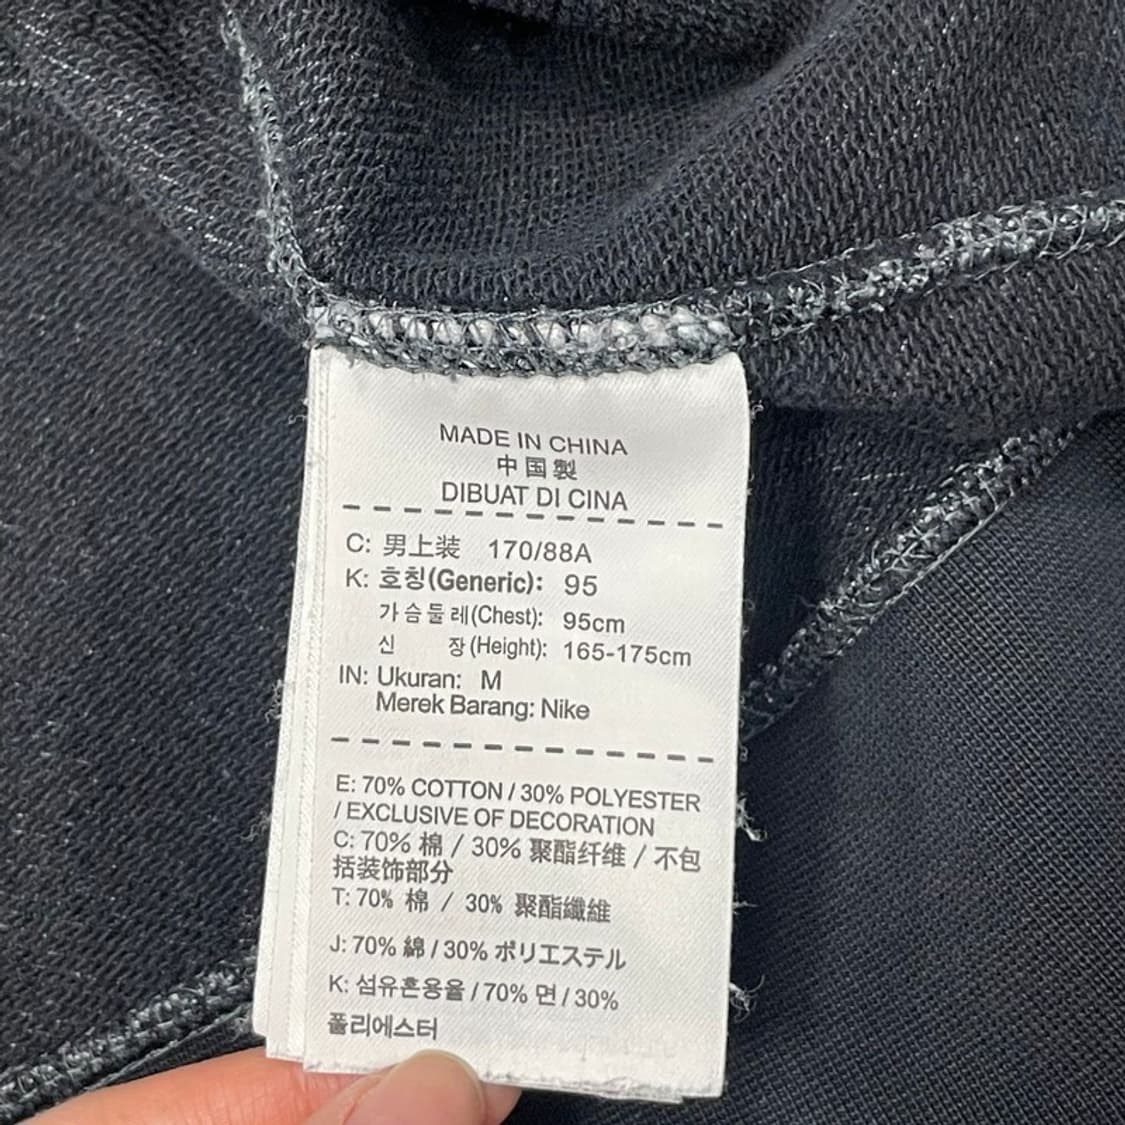 MADE IN CHINA
中国製
DIBUAT DI CINA
C: 男上装 170/88A
K: 호칭(Generic): 95
가슴둘레(Chest): 95cm
신 장(Height): 165-175cm
IN: Ukuran: M
Merek Barang: Nike
E: 70% COTTON / 30% POLYESTER
/ EXCLUSIVE OF DECORATION
C: 70% 棉 / 30% 聚酯纤维 / 不包
括装饰部分
T: 70% 棉 / 30% 聚酯纖維
J: 70% 綿 / 30% ポリエステル
K: 섬유혼용율 / 70% 면 / 30%
폴리에스터